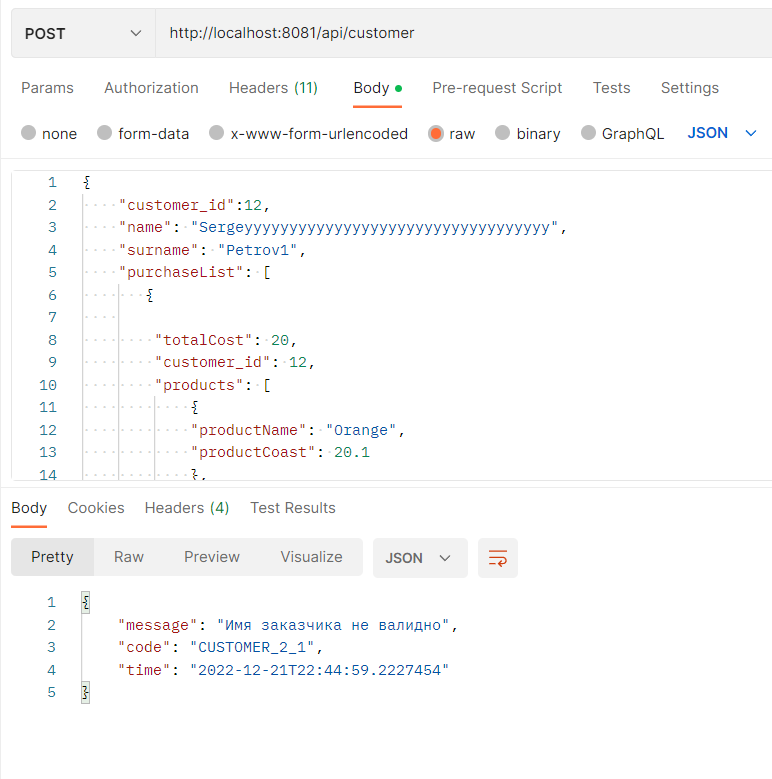 POST http://localhost:8081/api/customer
Params Authorization Headers (11) Body Pre-request Script Tests Settings
none form-data x-www-form-urlencoded raw binary GraphQL JSON
1 {
2 "customer_id":12,
3 "name": "Sergeyyyyyyyyyyyyyyyyyyyyyyyyyyyyyyyyyy",
4 "surname": "Petrov1",
5 "purchaseList": [
6 {
7
8 "totalCost": 20,
9 "customer_id": 12,
10 "products": [
11 {
12 "productName": "Orange",
13 "productCoast": 20.1
14 },
Body Cookies Headers (4) Test Results
Pretty Raw Preview Visualize JSON
1 {
2 "message": "Имя заказчика не валидно",
3 "code": "CUSTOMER_2_1",
4 "time": "2022-12-21T22:44:59.2227454"
5 }